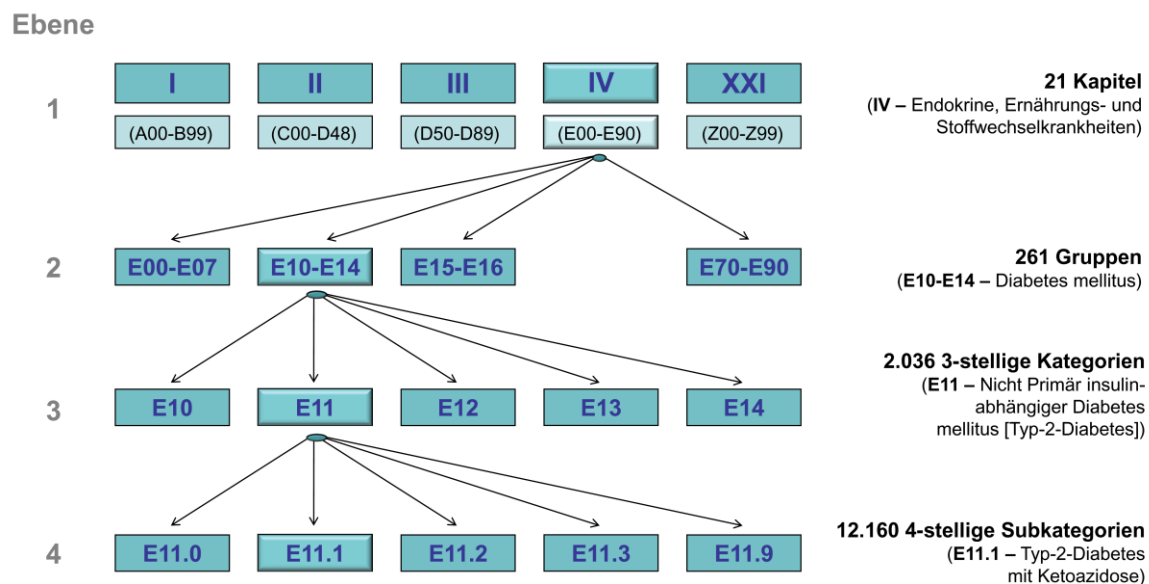 Ebene
1
I
II
III
IV
XXI
(A00-B99)
(C00-D48)
(D50-D89)
(E00-E90)
(Z00-Z99)
21 Kapitel
(IV – Endokrine, Ernährungs- und
Stoffwechselkrankheiten)
2
E00-E07
E10-E14
E15-E16
E70-E90
261 Gruppen
(E10-E14 – Diabetes mellitus)
3
E10
E11
E12
E13
E14
2.036 3-stellige Kategorien
(E11 – Nicht Primär insulin-
abhängiger Diabetes
mellitus [Typ-2-Diabetes])
4
E11.0
E11.1
E11.2
E11.3
E11.9
12.160 4-stellige Subkategorien
(E11.1 – Typ-2-Diabetes
mit Ketoazidose)